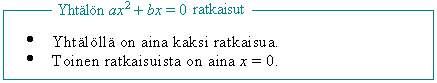 Yhtälön ax² + bx = 0 ratkaisut
• Yhtälöllä on aina kaksi ratkaisua.
• Toinen ratkaisuista on aina x = 0.